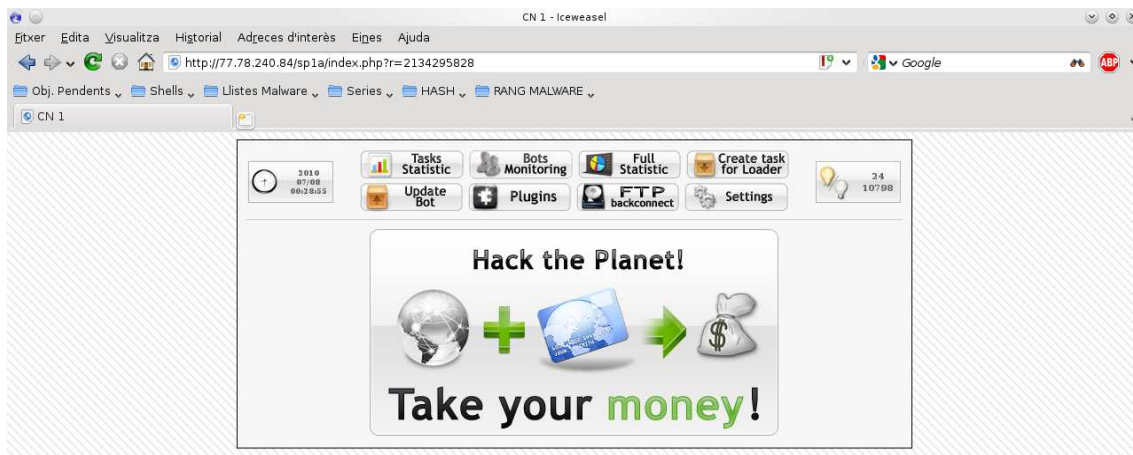 CN 1 - Iceweasel
Fitxer Edita Visualitza Historial Adreces d'interès Eines Ajuda
http://77.78.240.84/sp1a/index.php?r=2134295828
Google
ABP
Obj. Pendents Shells Llistes Malware Series HASH RANG MALWARE
CN 1
2010
07/08
00:28:55
Tasks Statistic
Bots Monitoring
Full Statistic
Create task for Loader
24
10798
Update Bot
Plugins
FTP backconnect
Settings
Hack the Planet!
$
Take your money!